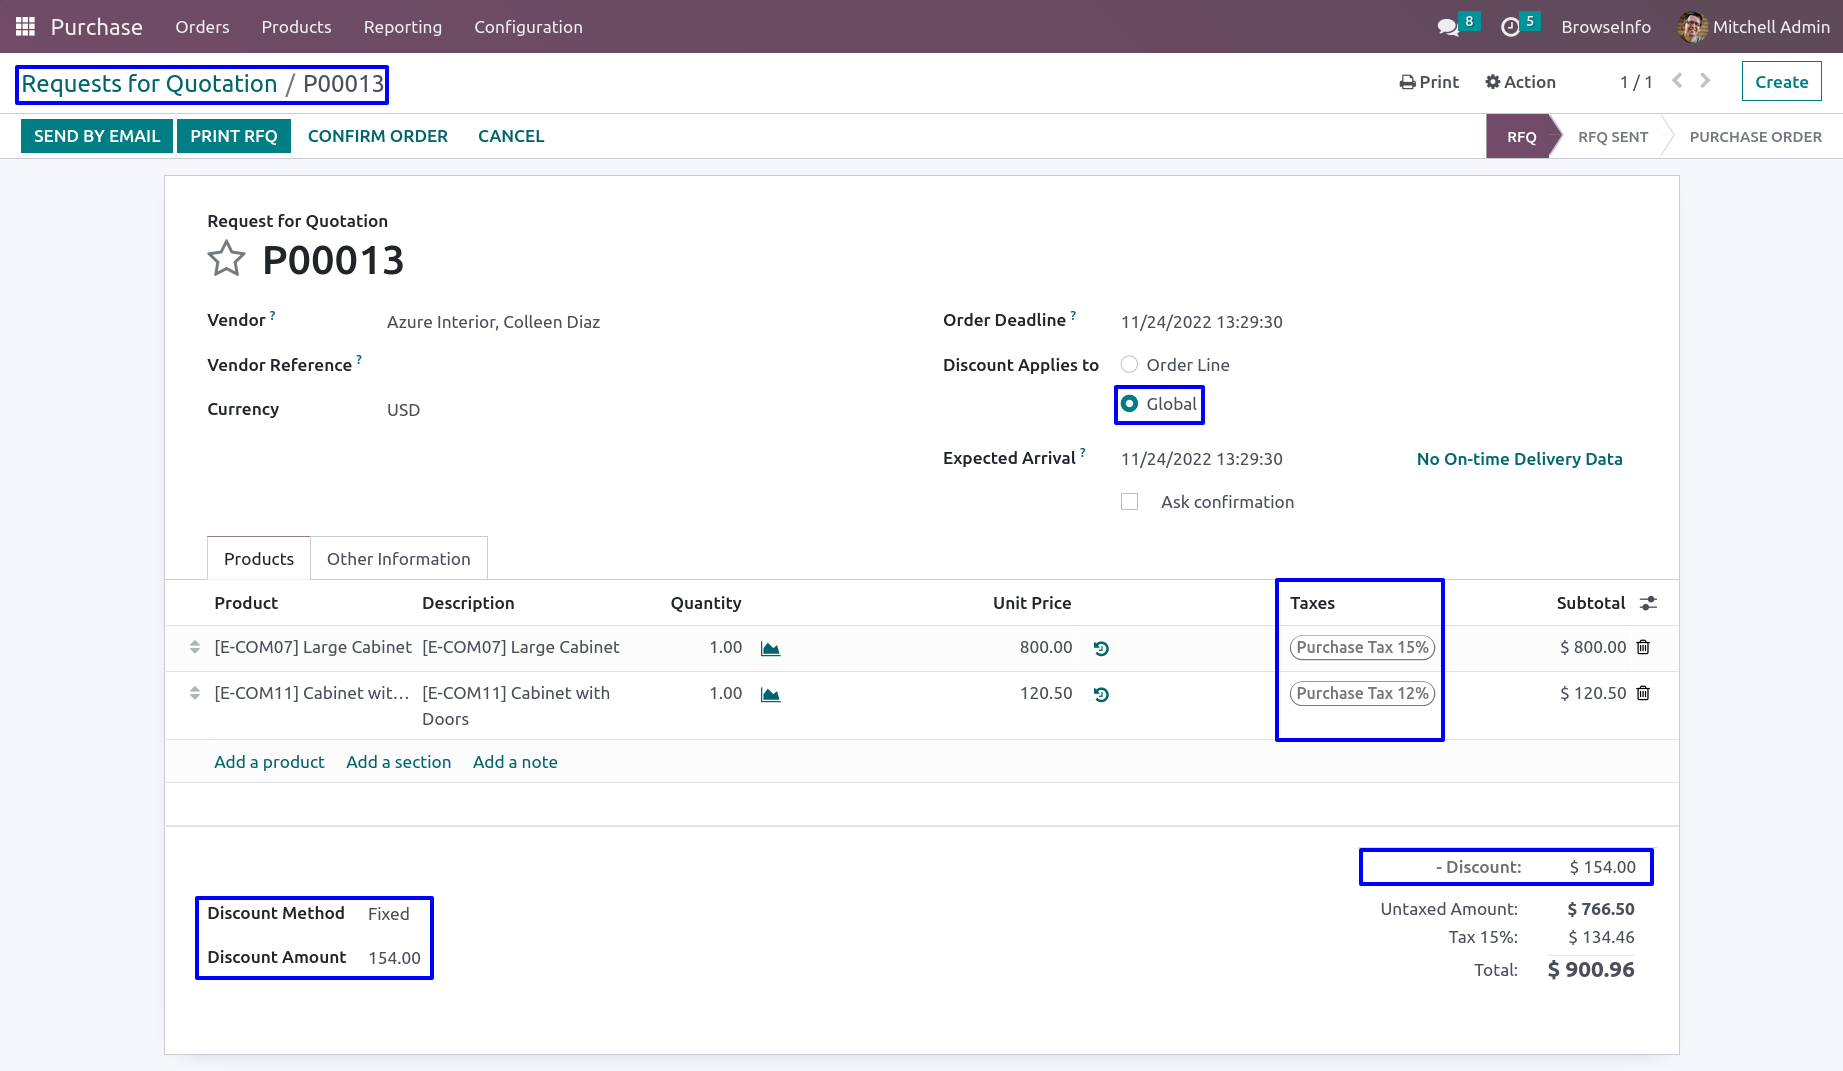 Purchase Orders Products Reporting Configuration 8 5 BrowseInfo Mitchell Admin
Requests for Quotation / P00013 Print Action 1 / 1 Create
SEND BY EMAIL PRINT RFQ CONFIRM ORDER CANCEL RFQ RFQ SENT PURCHASE ORDER
Request for Quotation
P00013
Vendor ? Azure Interior, Colleen Diaz Order Deadline ? 11/24/2022 13:29:30
Vendor Reference ? Discount Applies to Order Line
Currency USD Global
Expected Arrival ? 11/24/2022 13:29:30 No On-time Delivery Data
Ask confirmation
Products Other Information
Product Description Quantity Unit Price Taxes Subtotal
[E-COM07] Large Cabinet [E-COM07] Large Cabinet 1.00 800.00 Purchase Tax 15% $ 800.00
[E-COM11] Cabinet wit... [E-COM11] Cabinet with 1.00 120.50 Purchase Tax 12% $ 120.50
Doors
Add a product Add a section Add a note
- Discount: $ 154.00
Discount Method Fixed Untaxed Amount: $ 766.50
Tax 15%: $ 134.46
Discount Amount 154.00 Total: $ 900.96